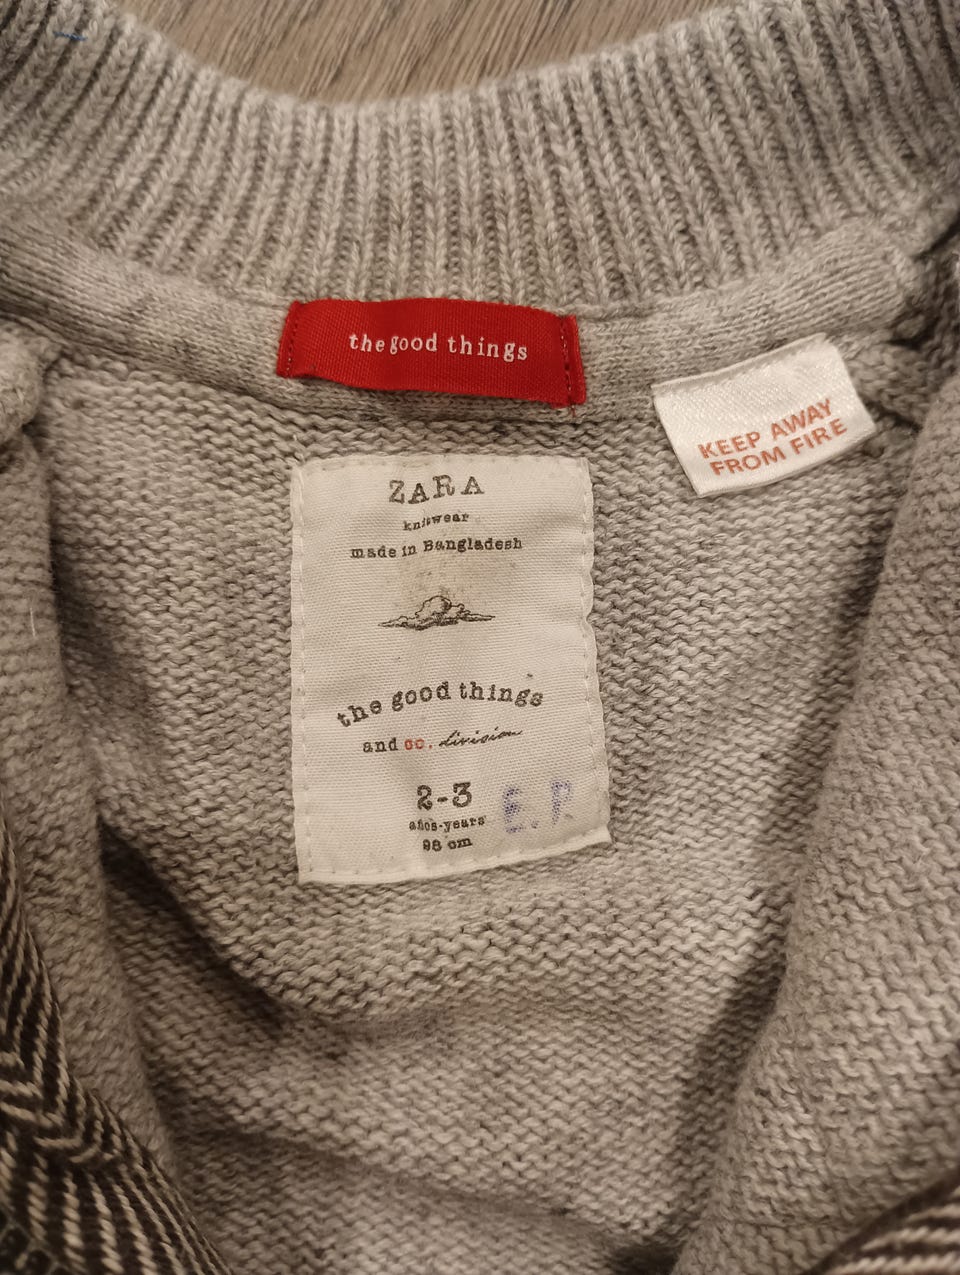 the good things
KEEP AWAY
FROM FIRE
ZARA
knitwear
made in Bangladesh
the good things
and co. division
2-3
años-years
98 cm
E.P.